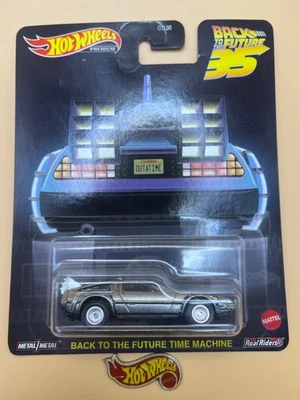 HOT WHEELS
PREMIUM
BACK
TO THE
FUTURE
35
OUTATIME
METAL/METAL
BACK TO THE FUTURE TIME MACHINE
MATTEL
Real Riders
HOT WHEELS